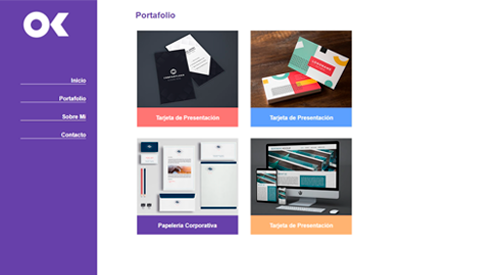 OK
Inicio
Portafolio
Sobre Mi
Contacto
Portafolio
Tarjeta de Presentación
Tarjeta de Presentación
Papelería Corporativa
Tarjeta de Presentación